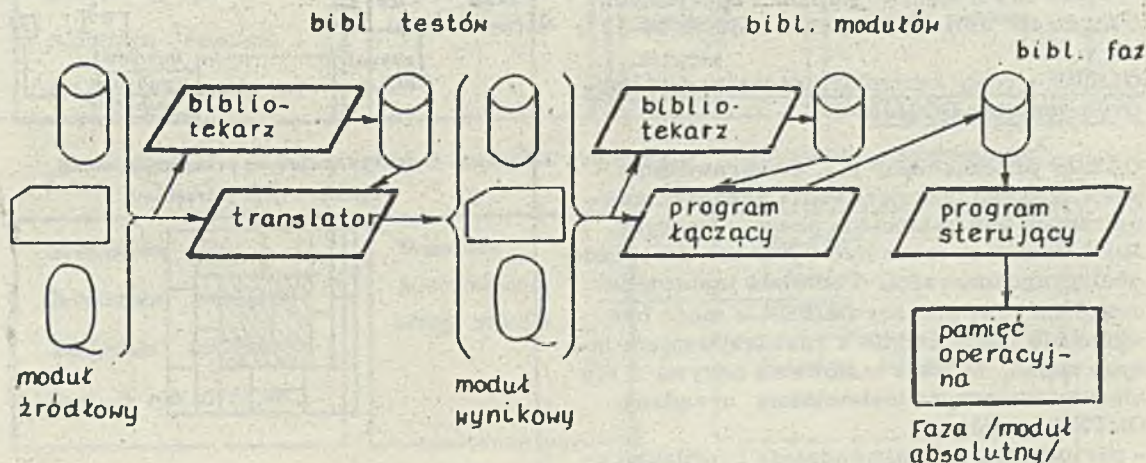 bibl. testów
bibl. modułów
bibl. faz
biblio-
tekarz
biblio-
tekarz
translator
program
łączący
program
sterujący
pamięć
operacyj-
na
moduł
źródłowy
moduł
wynikowy
Faza /moduł
absolutny/